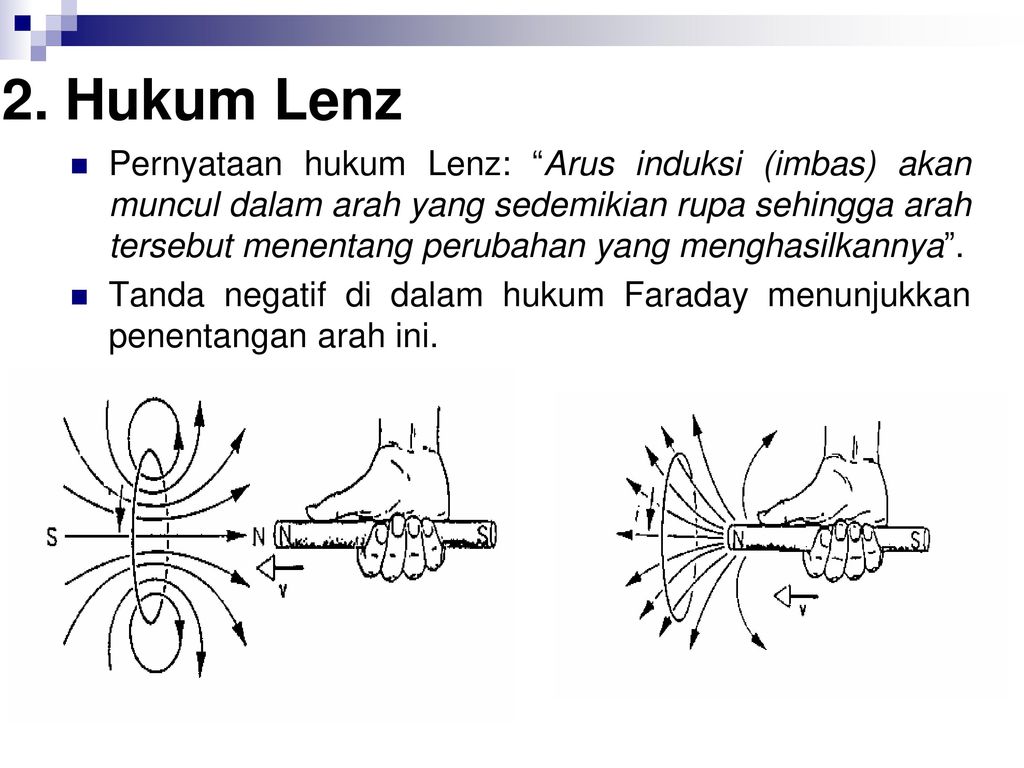 2. Hukum Lenz
Pernyataan hukum Lenz: “Arus induksi (imbas) akan
muncul dalam arah yang sedemikian rupa sehingga arah
tersebut menentang perubahan yang menghasilkannya”.
Tanda negatif di dalam hukum Faraday menunjukkan
penentangan arah ini.
S N N S
v
i
N S
v